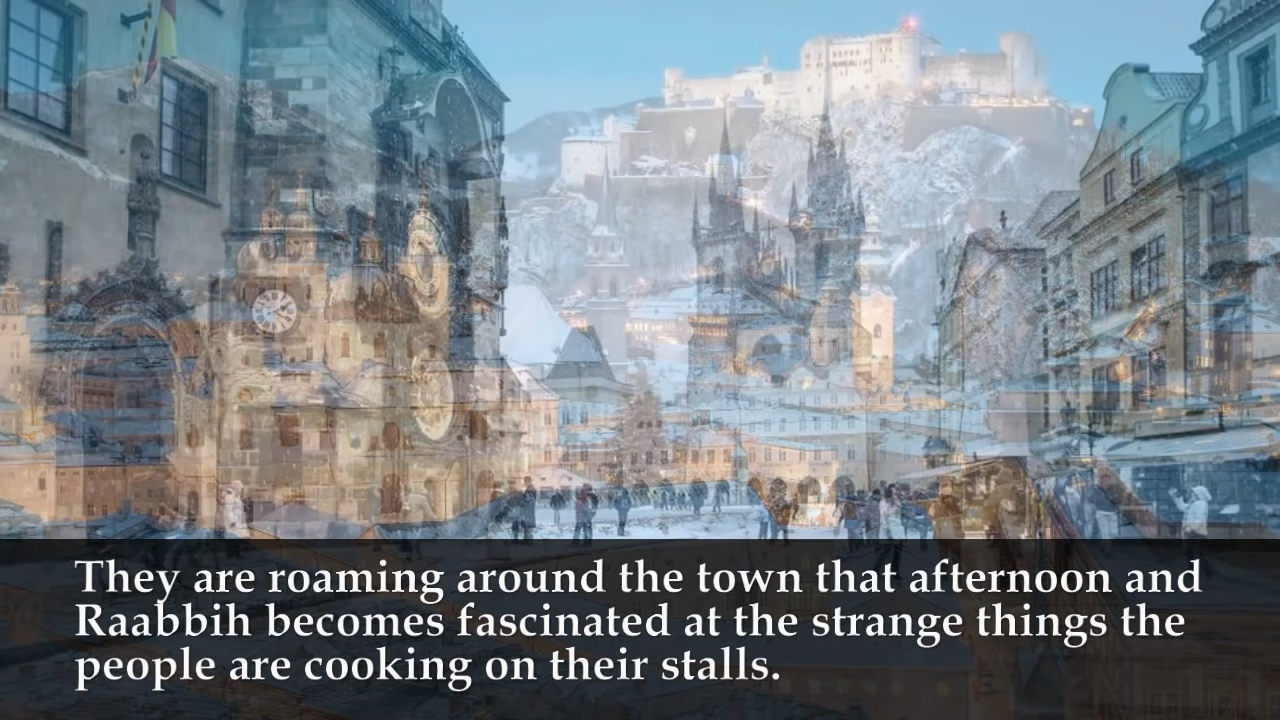 They are roaming around the town that afternoon and
Raabbih becomes fascinated at the strange things the
people are cooking on their stalls.